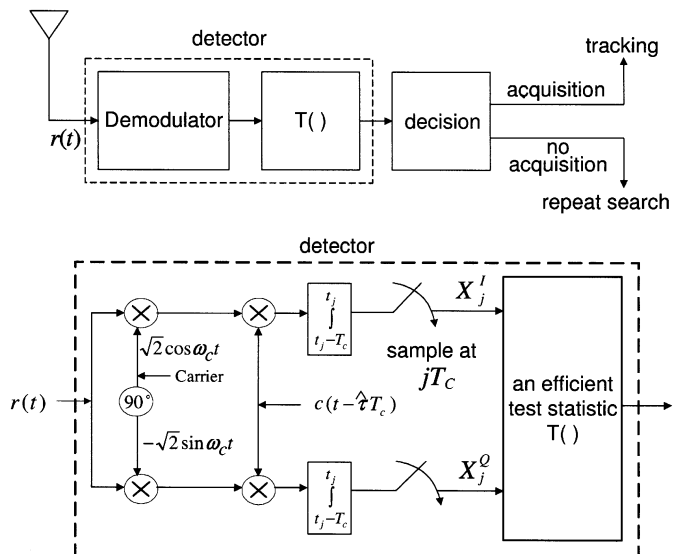 detector
tracking
Demodulator
T( )
decision
acquisition
r(t)
no
acquisition
repeat search
detector
t_j
∫
t_j−T_c
X_j^I
√2 cos ω_c t
sample at
jT_C
Carrier
r(t)
90°
c(t−τ̂T_c)
an efficient
test statistic
T( )
−√2 sin ω_c t
t_j
∫
t_j−T_c
X_j^Q